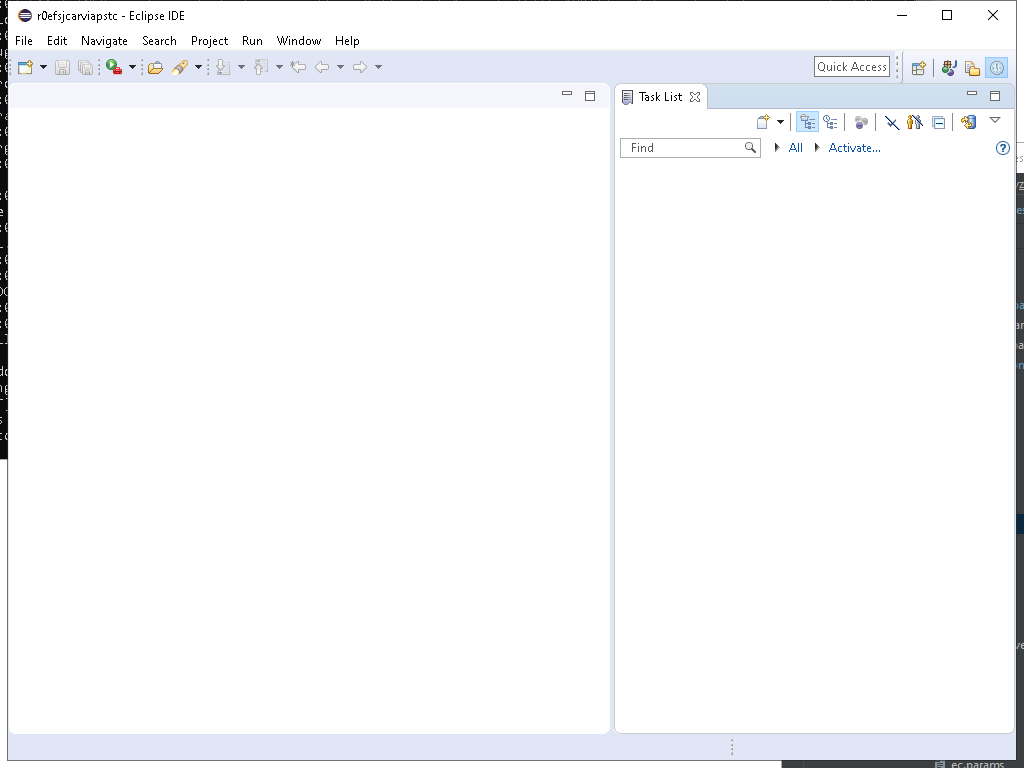 r0efsjcarviapstc - Eclipse IDE
File Edit Navigate Search Project Run Window Help
Quick Access
Task List
Find All Activate...
ec.params